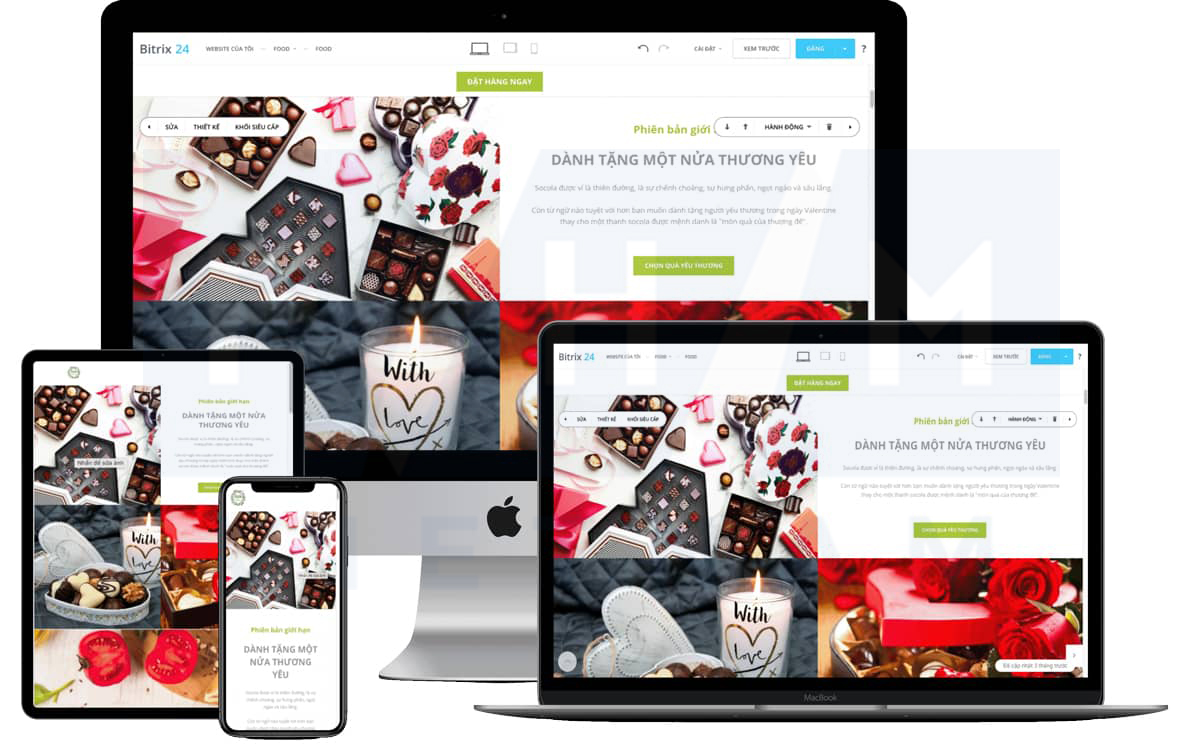 Bitrix 24 WEBSITE CỦA TÔI FOOD FOOD CÀI ĐẶT XEM TRƯỚC ĐĂNG ?
ĐẶT HÀNG NGAY
SỬA THIẾT KẾ KHỐI SIÊU CẤP
Phiên bản giới HÀNH ĐỘNG
DÀNH TẶNG MỘT NỬA THƯƠNG YÊU
Socola được ví là thiên đường, là sự chếnh choáng, sự hưng phấn, ngọt ngào và sâu lắng.
Còn từ ngữ nào tuyệt vời hơn bạn muốn dành tặng người yêu thương trong ngày Valentine
thay cho một thanh socola được mệnh danh là "món quà của thượng đế".
CHỌN QUÀ YÊU THƯƠNG
With
Love
Phiên bản giới hạn
DÀNH TẶNG MỘT NỬA
THƯƠNG YÊU
Nhấn để sửa ảnh
With
Love
Phiên bản giới hạn
DÀNH TẶNG MỘT
NỬA THƯƠNG
YÊU
Socola được ví là thiên đường, là sự
chếnh choáng, sự hưng phấn, ngọt
ngào và sâu lắng.
Còn từ ngữ nào tuyệt vời hơn bạn
Bitrix 24 WEBSITE CỦA TÔI FOOD FOOD CÀI ĐẶT XEM TRƯỚC ĐĂNG ?
ĐẶT HÀNG NGAY
SỬA THIẾT KẾ KHỐI SIÊU CẤP
Phiên bản giới HÀNH ĐỘNG
DÀNH TẶNG MỘT NỬA THƯƠNG YÊU
Socola được ví là thiên đường, là sự chếnh choáng, sự hưng phấn, ngọt ngào và sâu lắng.
Còn từ ngữ nào tuyệt vời hơn bạn muốn dành tặng người yêu thương trong ngày Valentine
thay cho một thanh socola được mệnh danh là "món quà của thượng đế".
CHỌN QUÀ YÊU THƯƠNG
With
Love
Đã cập nhật 3 tháng trước
MacBook